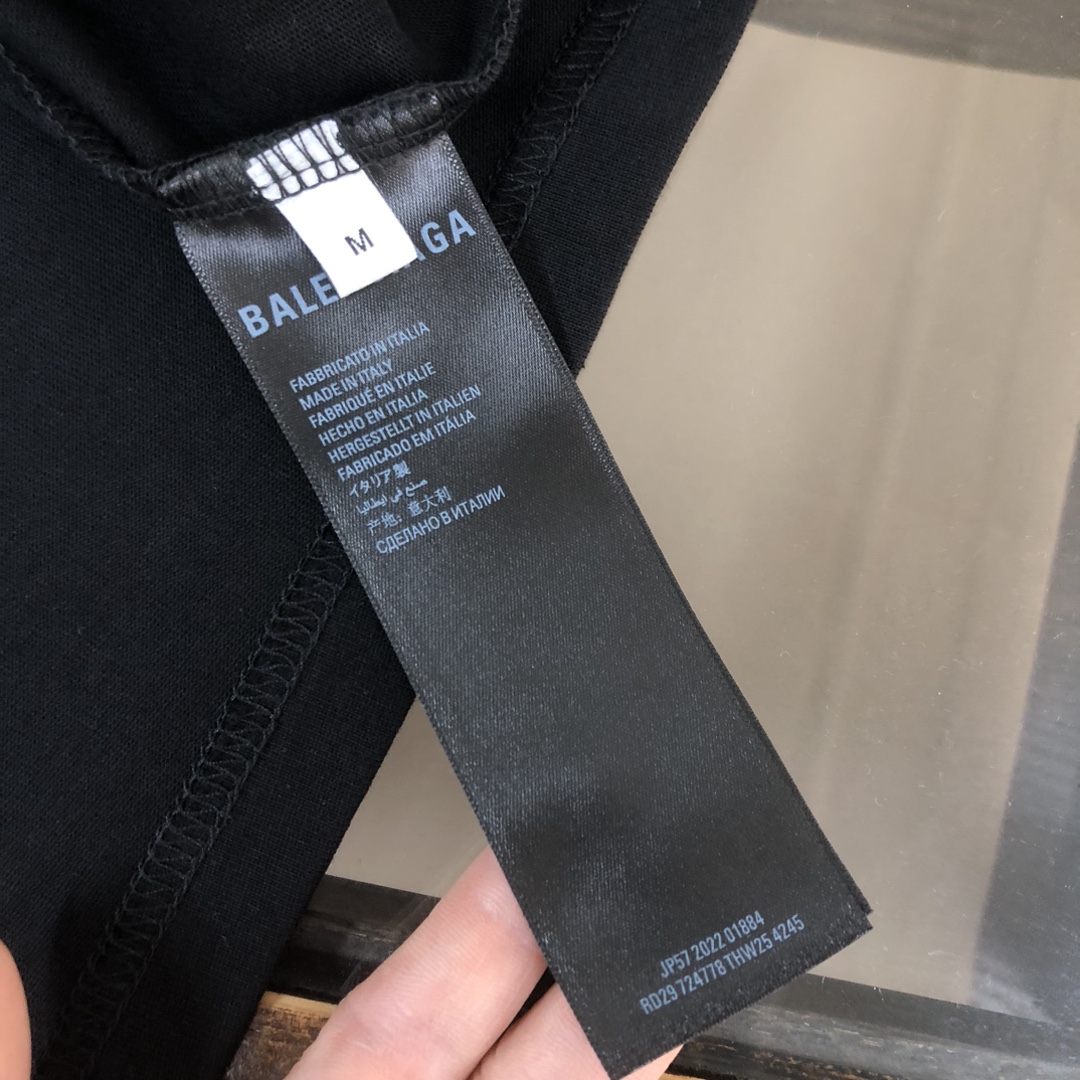 M
BALE GA
FABBRICATO IN ITALIA
MADE IN ITALY
FABRIQUÉ EN ITALIE
HECHO EN ITALIA
HERGESTELLT IN ITALIEN
FABRICADO EM ITÁLIA
イタリア製
صنع في ايطاليا
产地：意大利
СДЕЛАНО В ИТАЛИИ
JP57 2022 01884
RD29 724778 THW25 4245